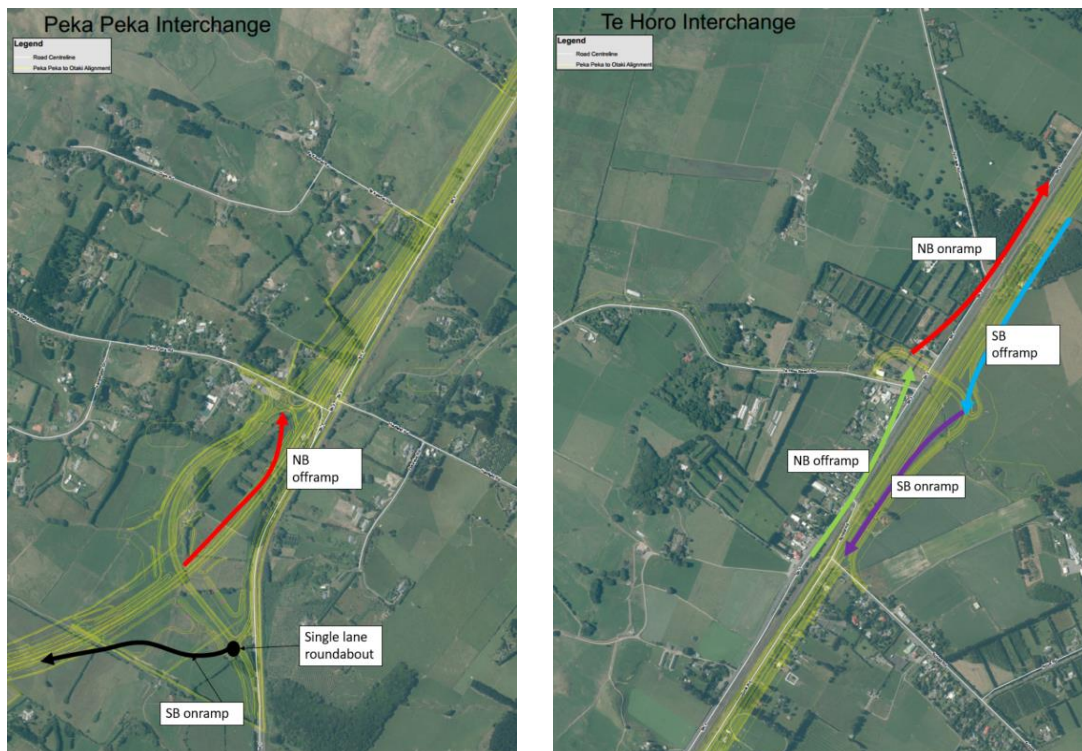 Peka Peka Interchange
Legend
Road Centreline
Peka Peka to Otaki Alignment
NB
offramp
Single lane
roundabout
SB onramp
Te Horo Interchange
Legend
Road Centreline
Peka Peka to Otaki Alignment
NB onramp
SB
offramp
NB offramp
SB onramp